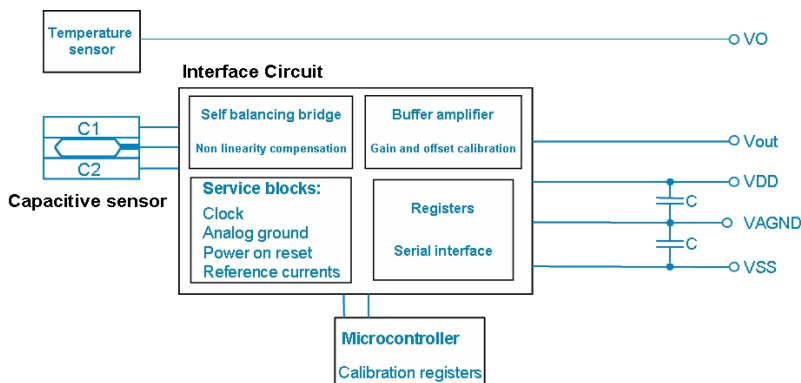 Temperature
sensor
VO
Interface Circuit
Self balancing bridge
Non linearity compensation
Buffer amplifier
Gain and offset calibration
C1
C2
Capacitive sensor
Vout
VDD
C
VAGND
C
VSS
Service blocks:
Clock
Analog ground
Power on reset
Reference currents
Registers
Serial interface
Microcontroller
Calibration registers